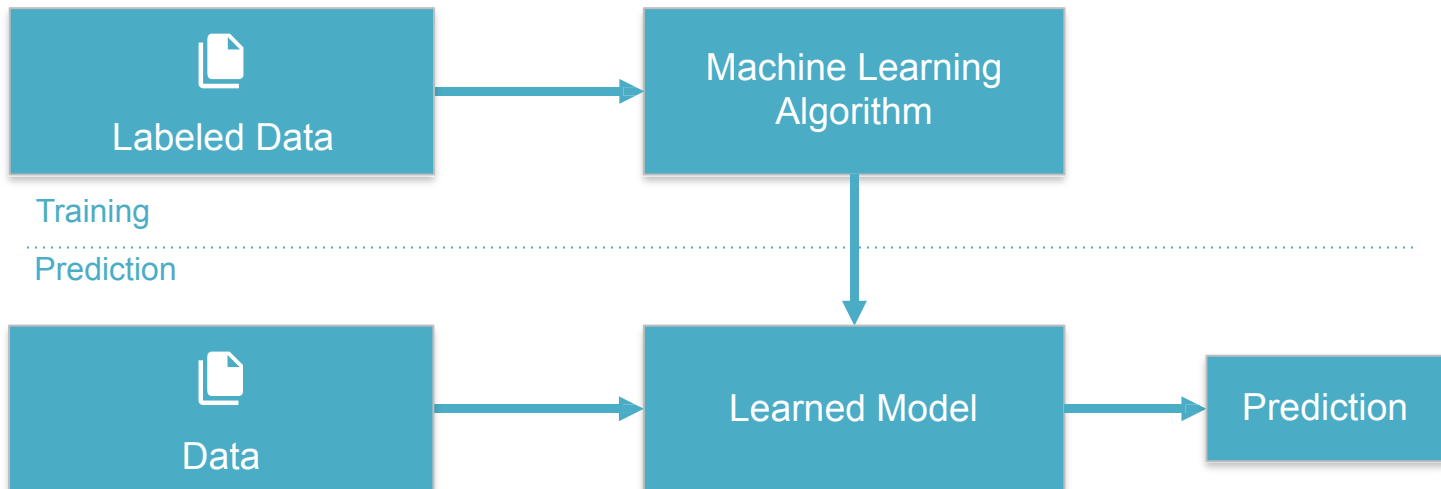 Labeled Data
Machine Learning
Algorithm
Training
Prediction
Data
Learned Model
Prediction